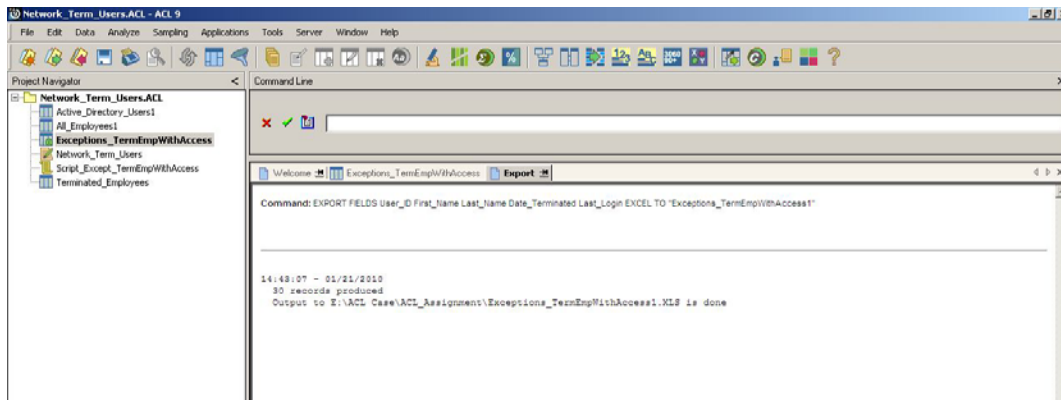 Network_Term_Users.ACL - ACL 9
File Edit Data Analyze Sampling Applications Tools Server Window Help
Project Navigator <
Command Line
Network_Term_Users.ACL
Active_Directory_Users1
All_Employees1
Exceptions_TermEmpWithAccess
Network_Term_Users
Script_Except_TermEmpWithAccess
Terminated_Employees
Welcome Exceptions_TermEmpWithAccess Export
Command: EXPORT FIELDS User_ID First_Name Last_Name Date_Terminated Last_Login EXCEL TO "Exceptions_TermEmpWithAccess1"
14:43:07 - 01/21/2010
30 records produced
Output to E:\ACL Case\ACL_Assignment\Exceptions_TermEmpWithAccess1.XLS is done